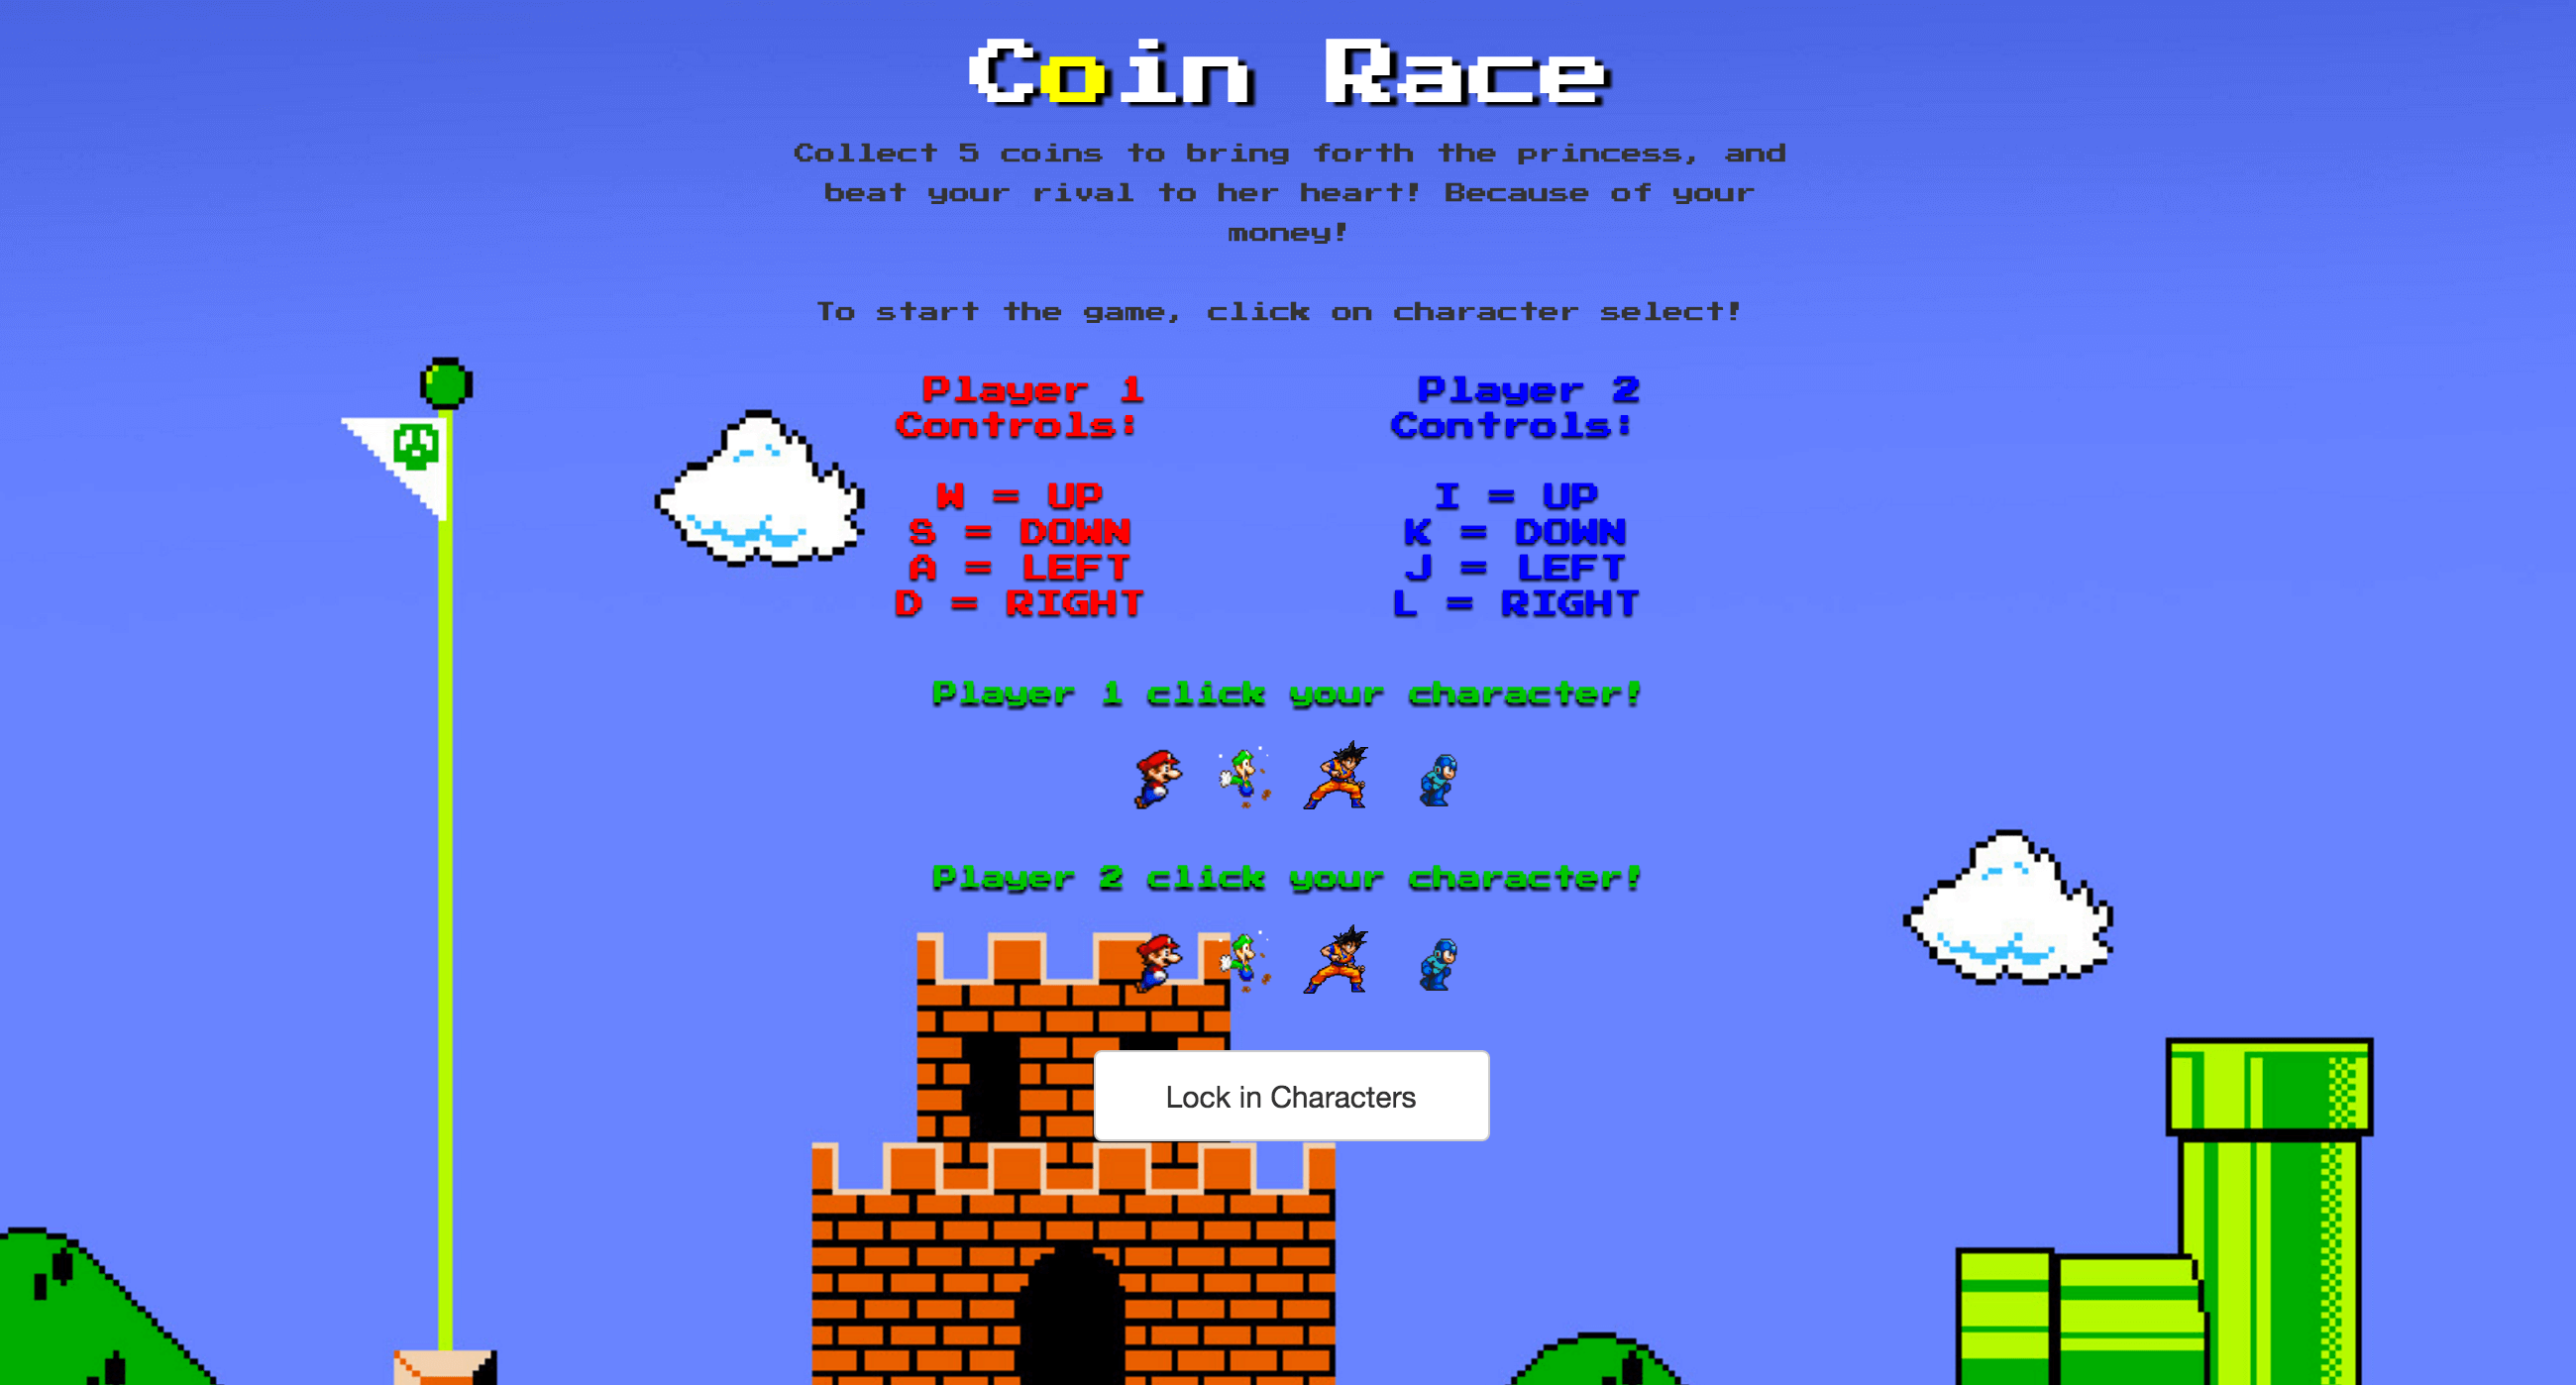 Coin Race
Collect 5 coins to bring forth the princess, and
beat your rival to her heart! Because of your
money!
To start the game, click on character select!
Player 1
Controls:
W = UP
S = DOWN
A = LEFT
D = RIGHT
Player 2
Controls:
I = UP
K = DOWN
J = LEFT
L = RIGHT
Player 1 click your character!
Player 2 click your character!
Lock in Characters